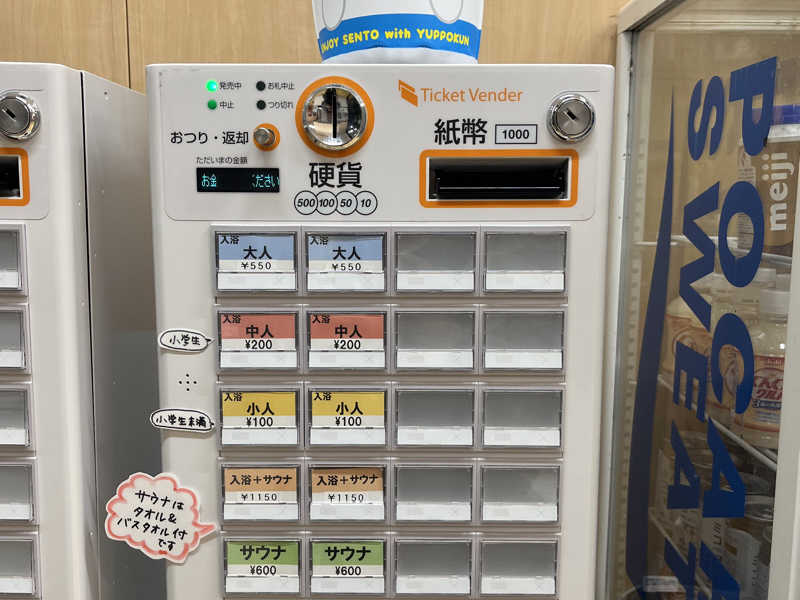 ENJOY SENTO with YUPPOKUN
発売中
お札中止
中止
つり切れ
Ticket Vender
おつり・返却
紙幣 1000
ただいまの金額
お金 ください
硬貨
500 100 50 10
入浴 大人 ¥550
入浴 大人 ¥550
小学生
入浴 中人 ¥200
入浴 中人 ¥200
小学生未満
入浴 小人 ¥100
入浴 小人 ¥100
入浴+サウナ ¥1150
入浴+サウナ ¥1150
サウナは
タオル&
バスタオル付
です
サウナ ¥600
サウナ ¥600
POCA
SWEA
meiji